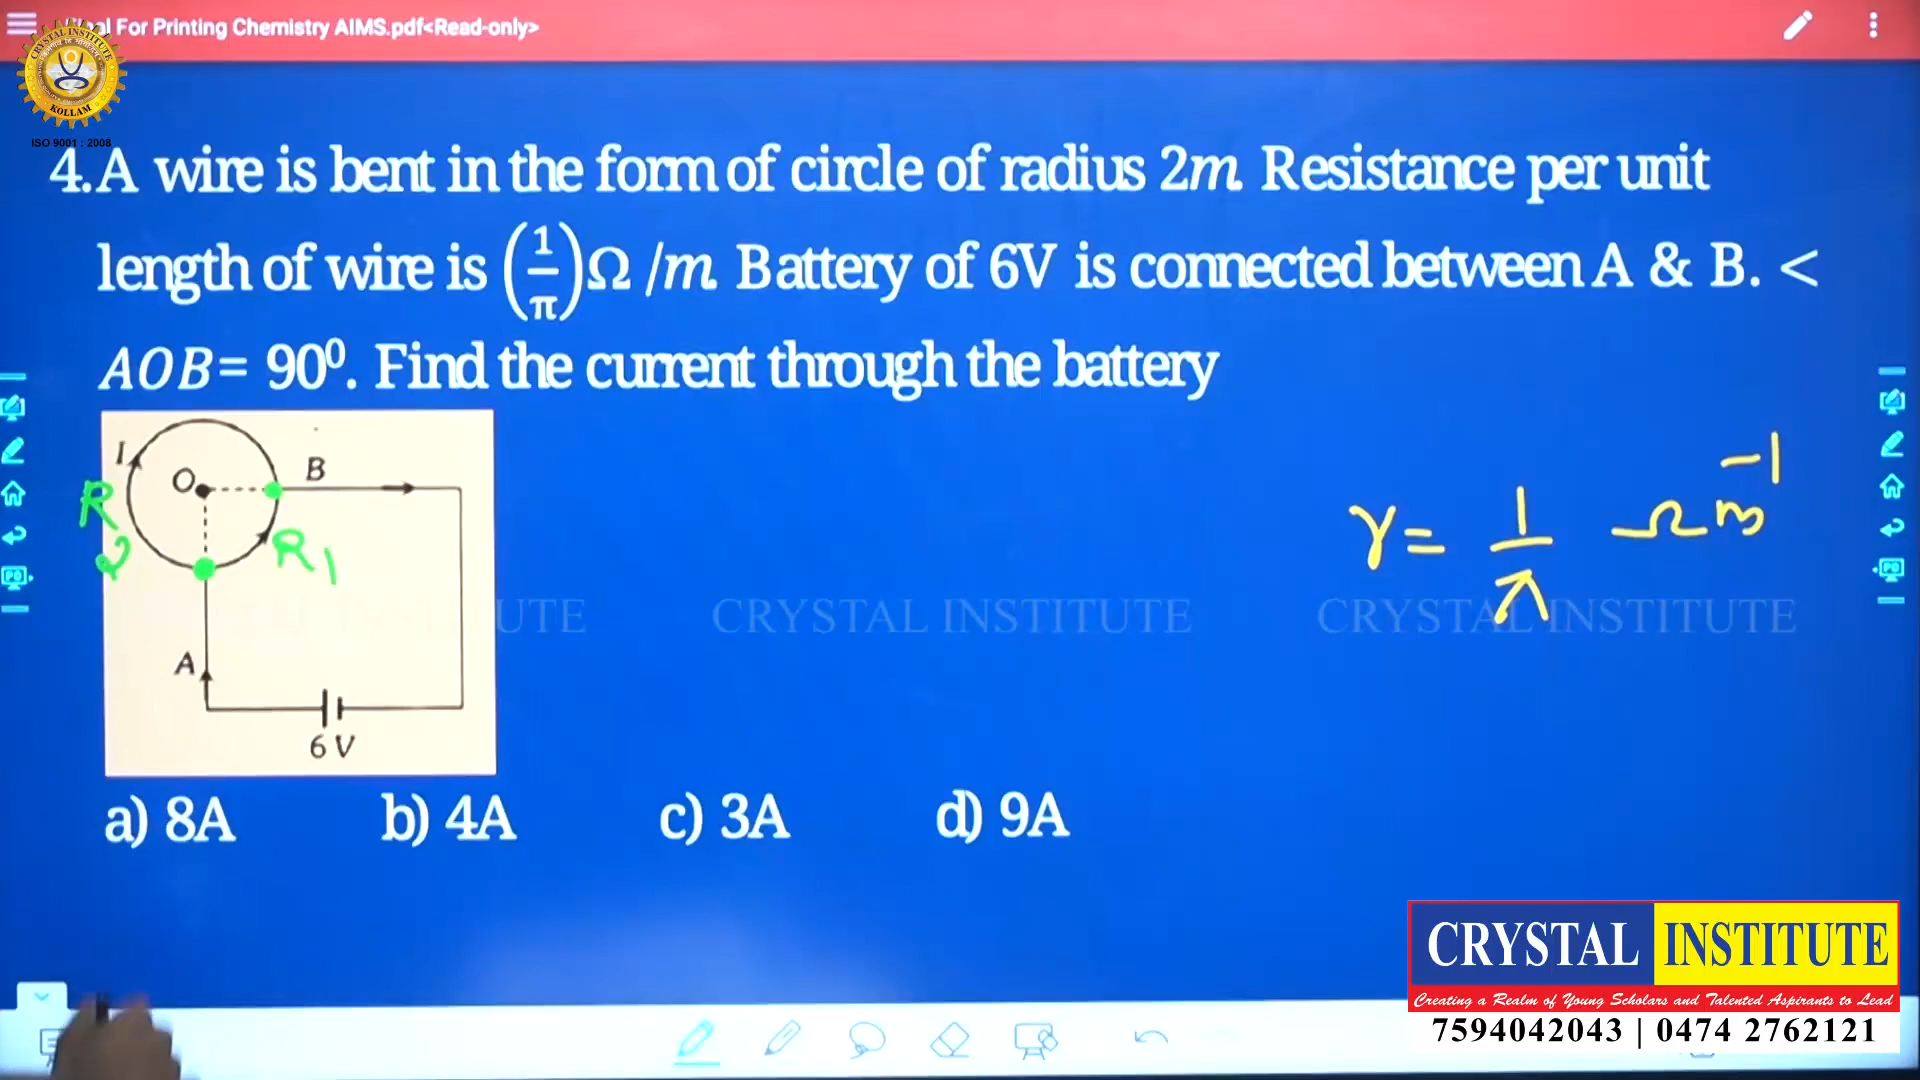 For Printing Chemistry AIMS.pdf<Read-only>
CRYSTAL INSTITUTE
KOLLAM
ISO 9001 : 2008
4.A wire is bent in the form of circle of radius 2m. Resistance per unit
length of wire is (1/π)Ω /m. Battery of 6V is connected between A & B. <
AOB = 90⁰. Find the current through the battery
I
O
B
R
2
R1
A
6 V
γ = 1/π Ωm⁻¹
UTE
CRYSTAL INSTITUTE
CRYSTAL INSTITUTE
a) 8A b) 4A c) 3A d) 9A
CRYSTAL INSTITUTE
Creating a Realm of Young Scholars and Talented Aspirants to Lead
7594042043 | 0474 2762121